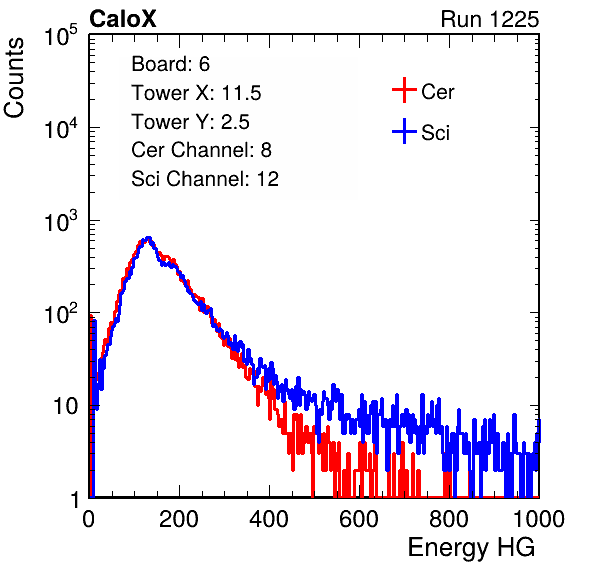 CaloX Run 1225
Counts
Board: 6
Tower X: 11.5
Tower Y: 2.5
Cer Channel: 8
Sci Channel: 12
Cer
Sci
10^5
10^4
10^3
10^2
10
1
0 200 400 600 800 1000
Energy HG